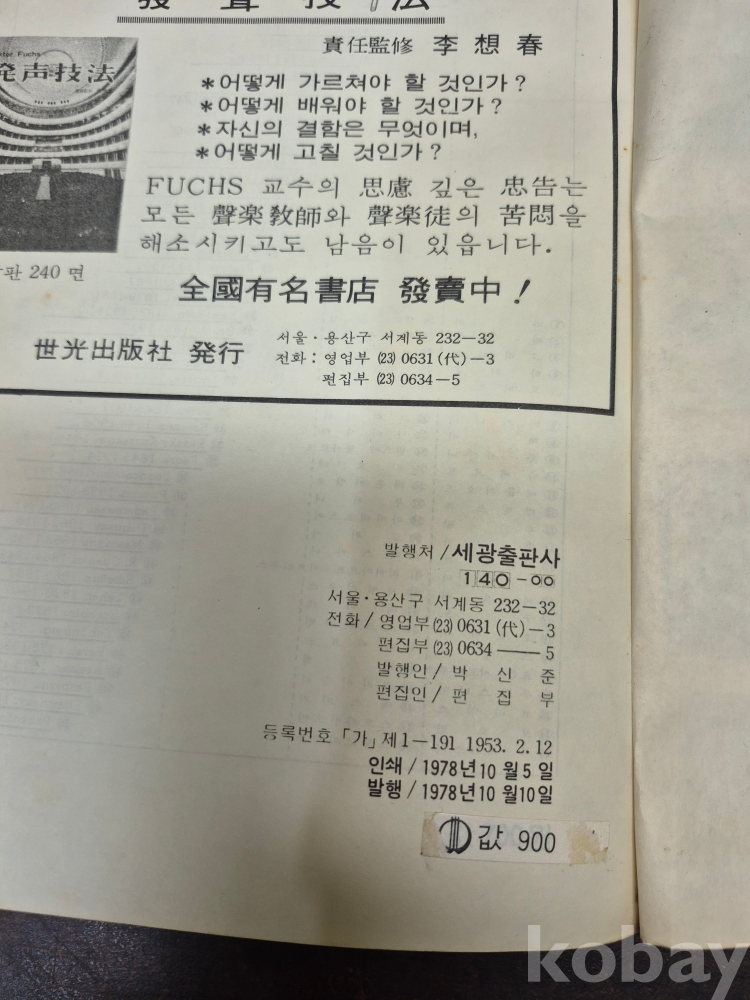 發聲技法
責任監修 李想春
Fuchs
発声技法
*어떻게 가르쳐야 할 것인가?
*어떻게 배워야 할 것인가?
*자신의 결함은 무엇이며,
*어떻게 고칠 것인가?
FUCHS 교수의 思慮 깊은 忠告는
모든 聲楽教師와 聲楽徒의 苦悶을
해소시키고도 남음이 있읍니다.
판 240 면
全國有名書店 發賣中!
世光出版社 発行
서울·용산구 서계동 232-32
전화: 영업부 (23) 0631(代)-3
편집부 (23) 0634-5
발행처/세광출판사
140-00
서울·용산구 서계동 232-32
전화/영업부(23)0631(代)-3
편집부(23)0634——5
발행인/박 신 준
편집인/편 집 부
등록번호「가」제1-191 1953. 2.12
인쇄/1978년10월5일
발행/1978년10월10일
값 900
kobay